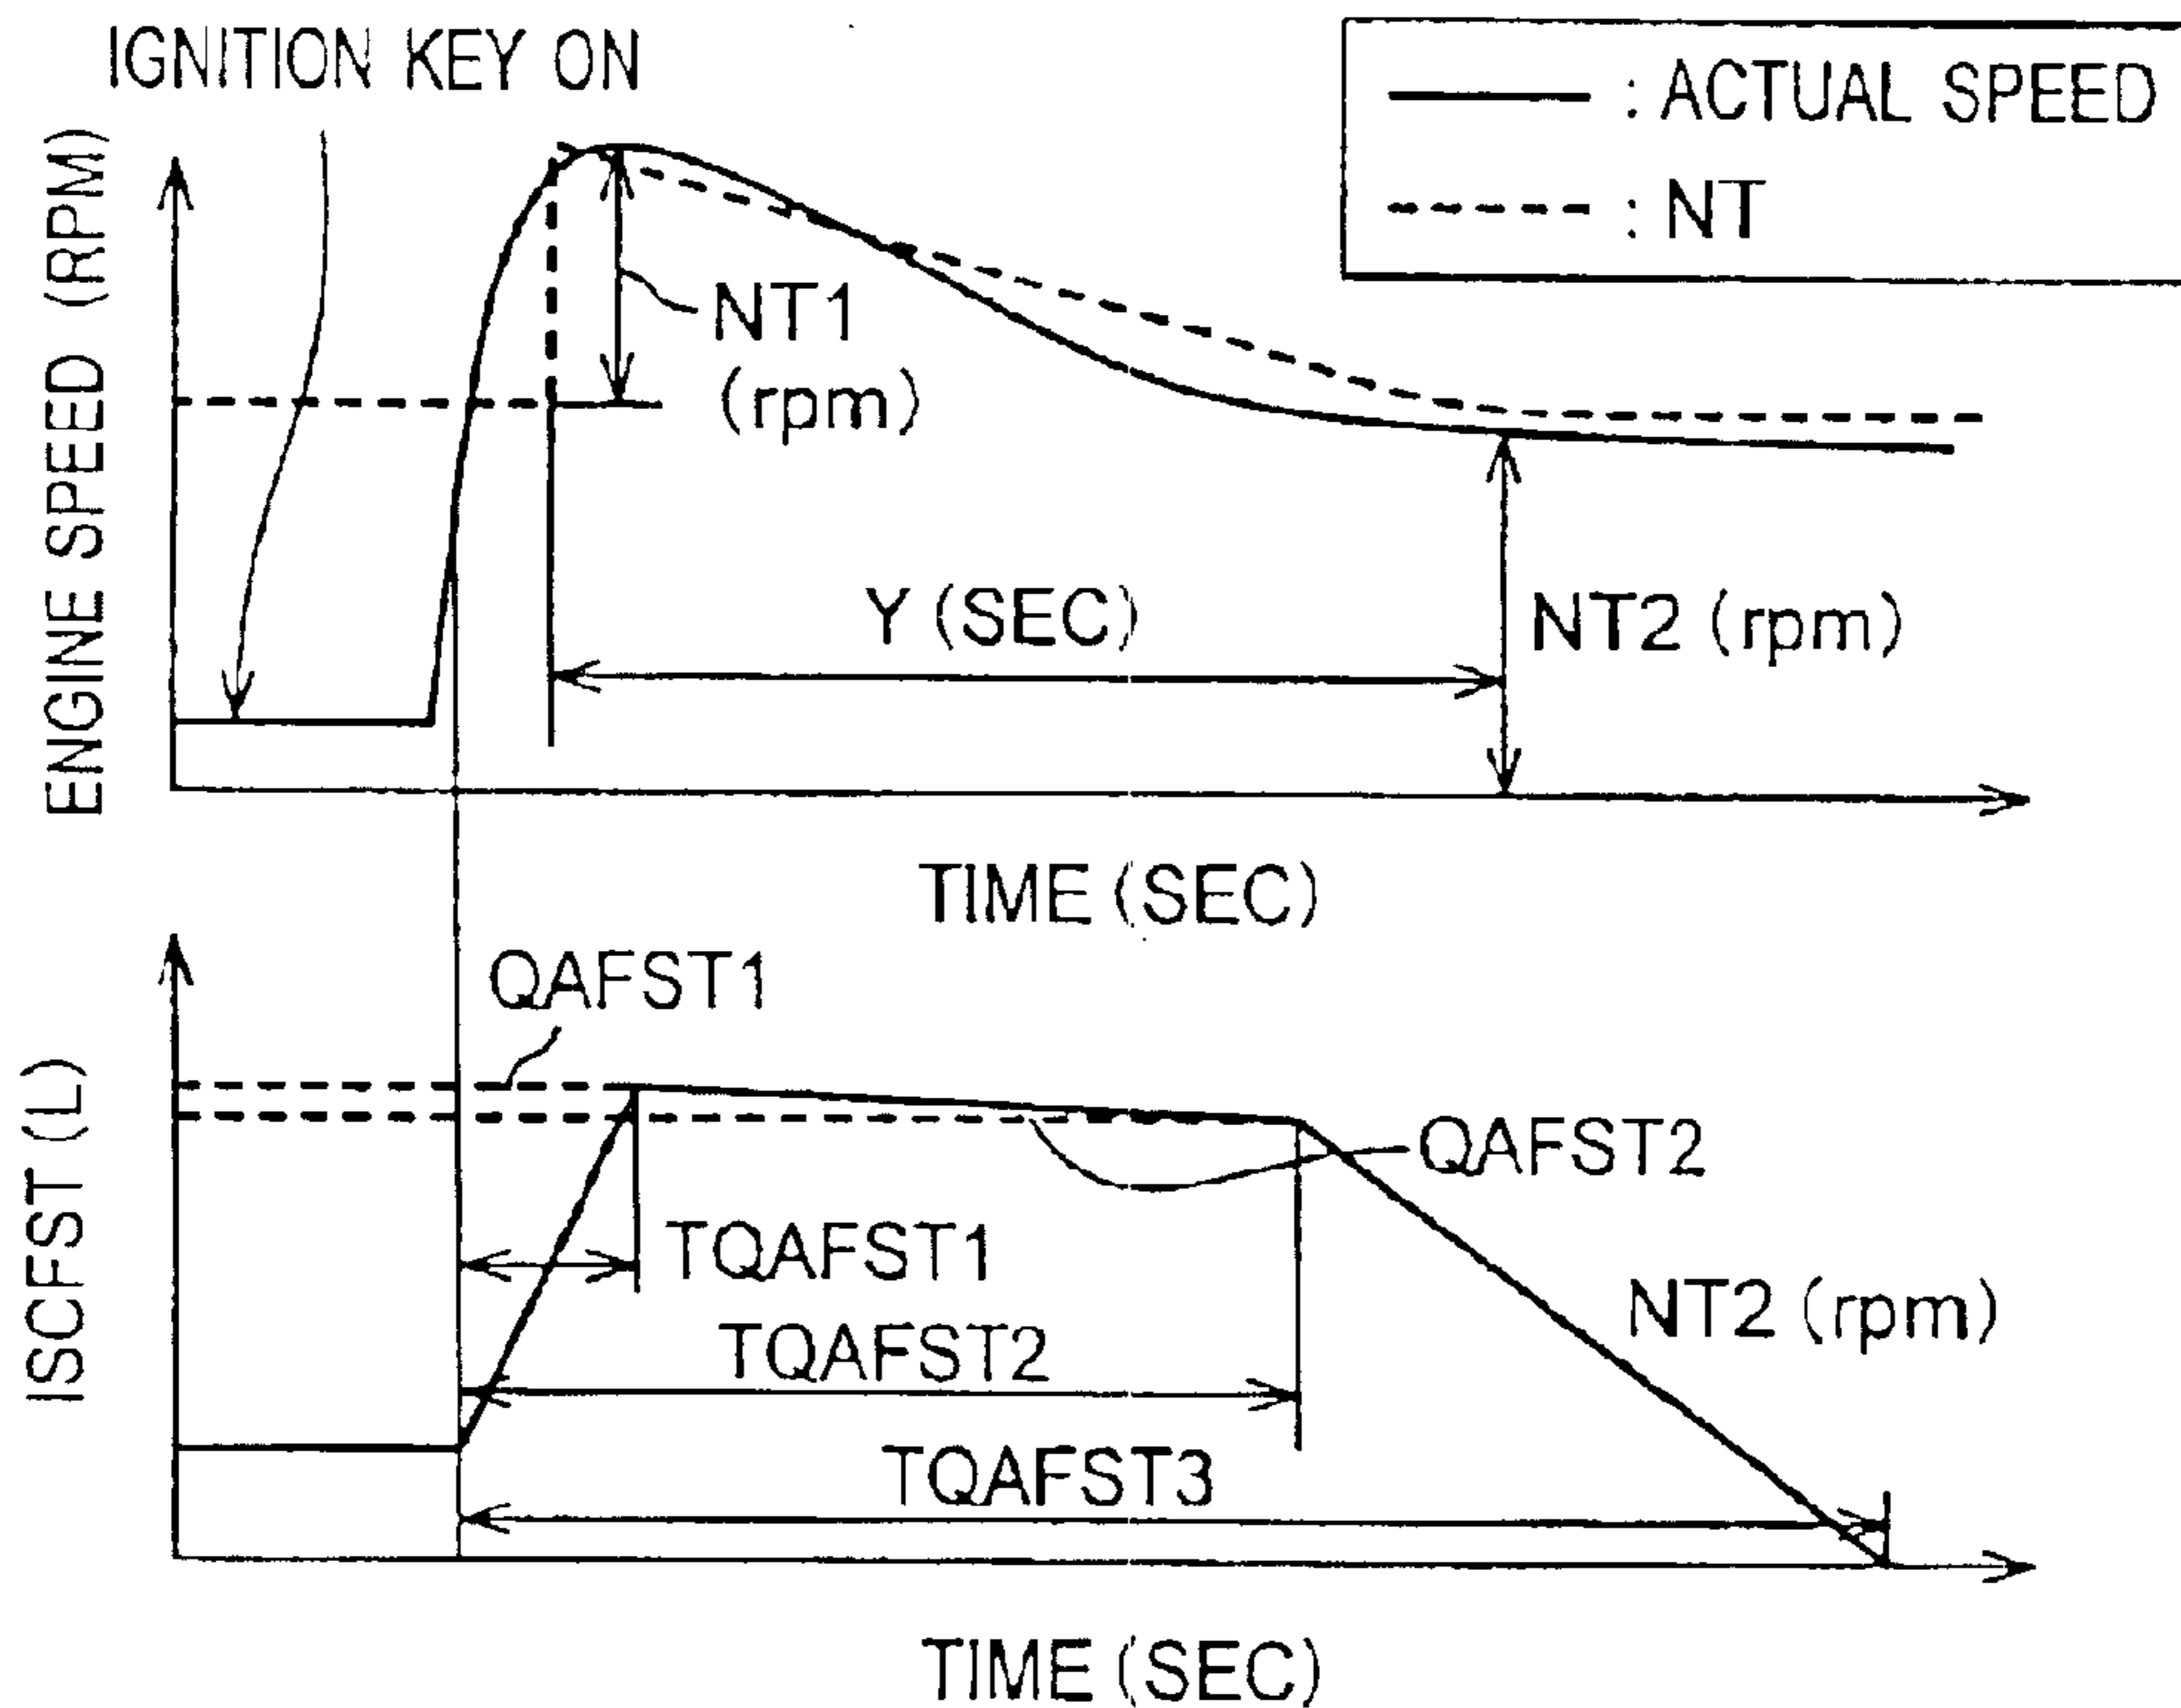 IGNITION KEY ON
: ACTUAL SPEED
: NT
ENGINE SPEED (RPM)
NT1
(rpm)
Y (SEC)
NT2 (rpm)
TIME (SEC)
QAFST1
ISCFST (L)
QAFST2
TQAFST1
NT2 (rpm)
TQAFST2
TQAFST3
TIME (SEC)